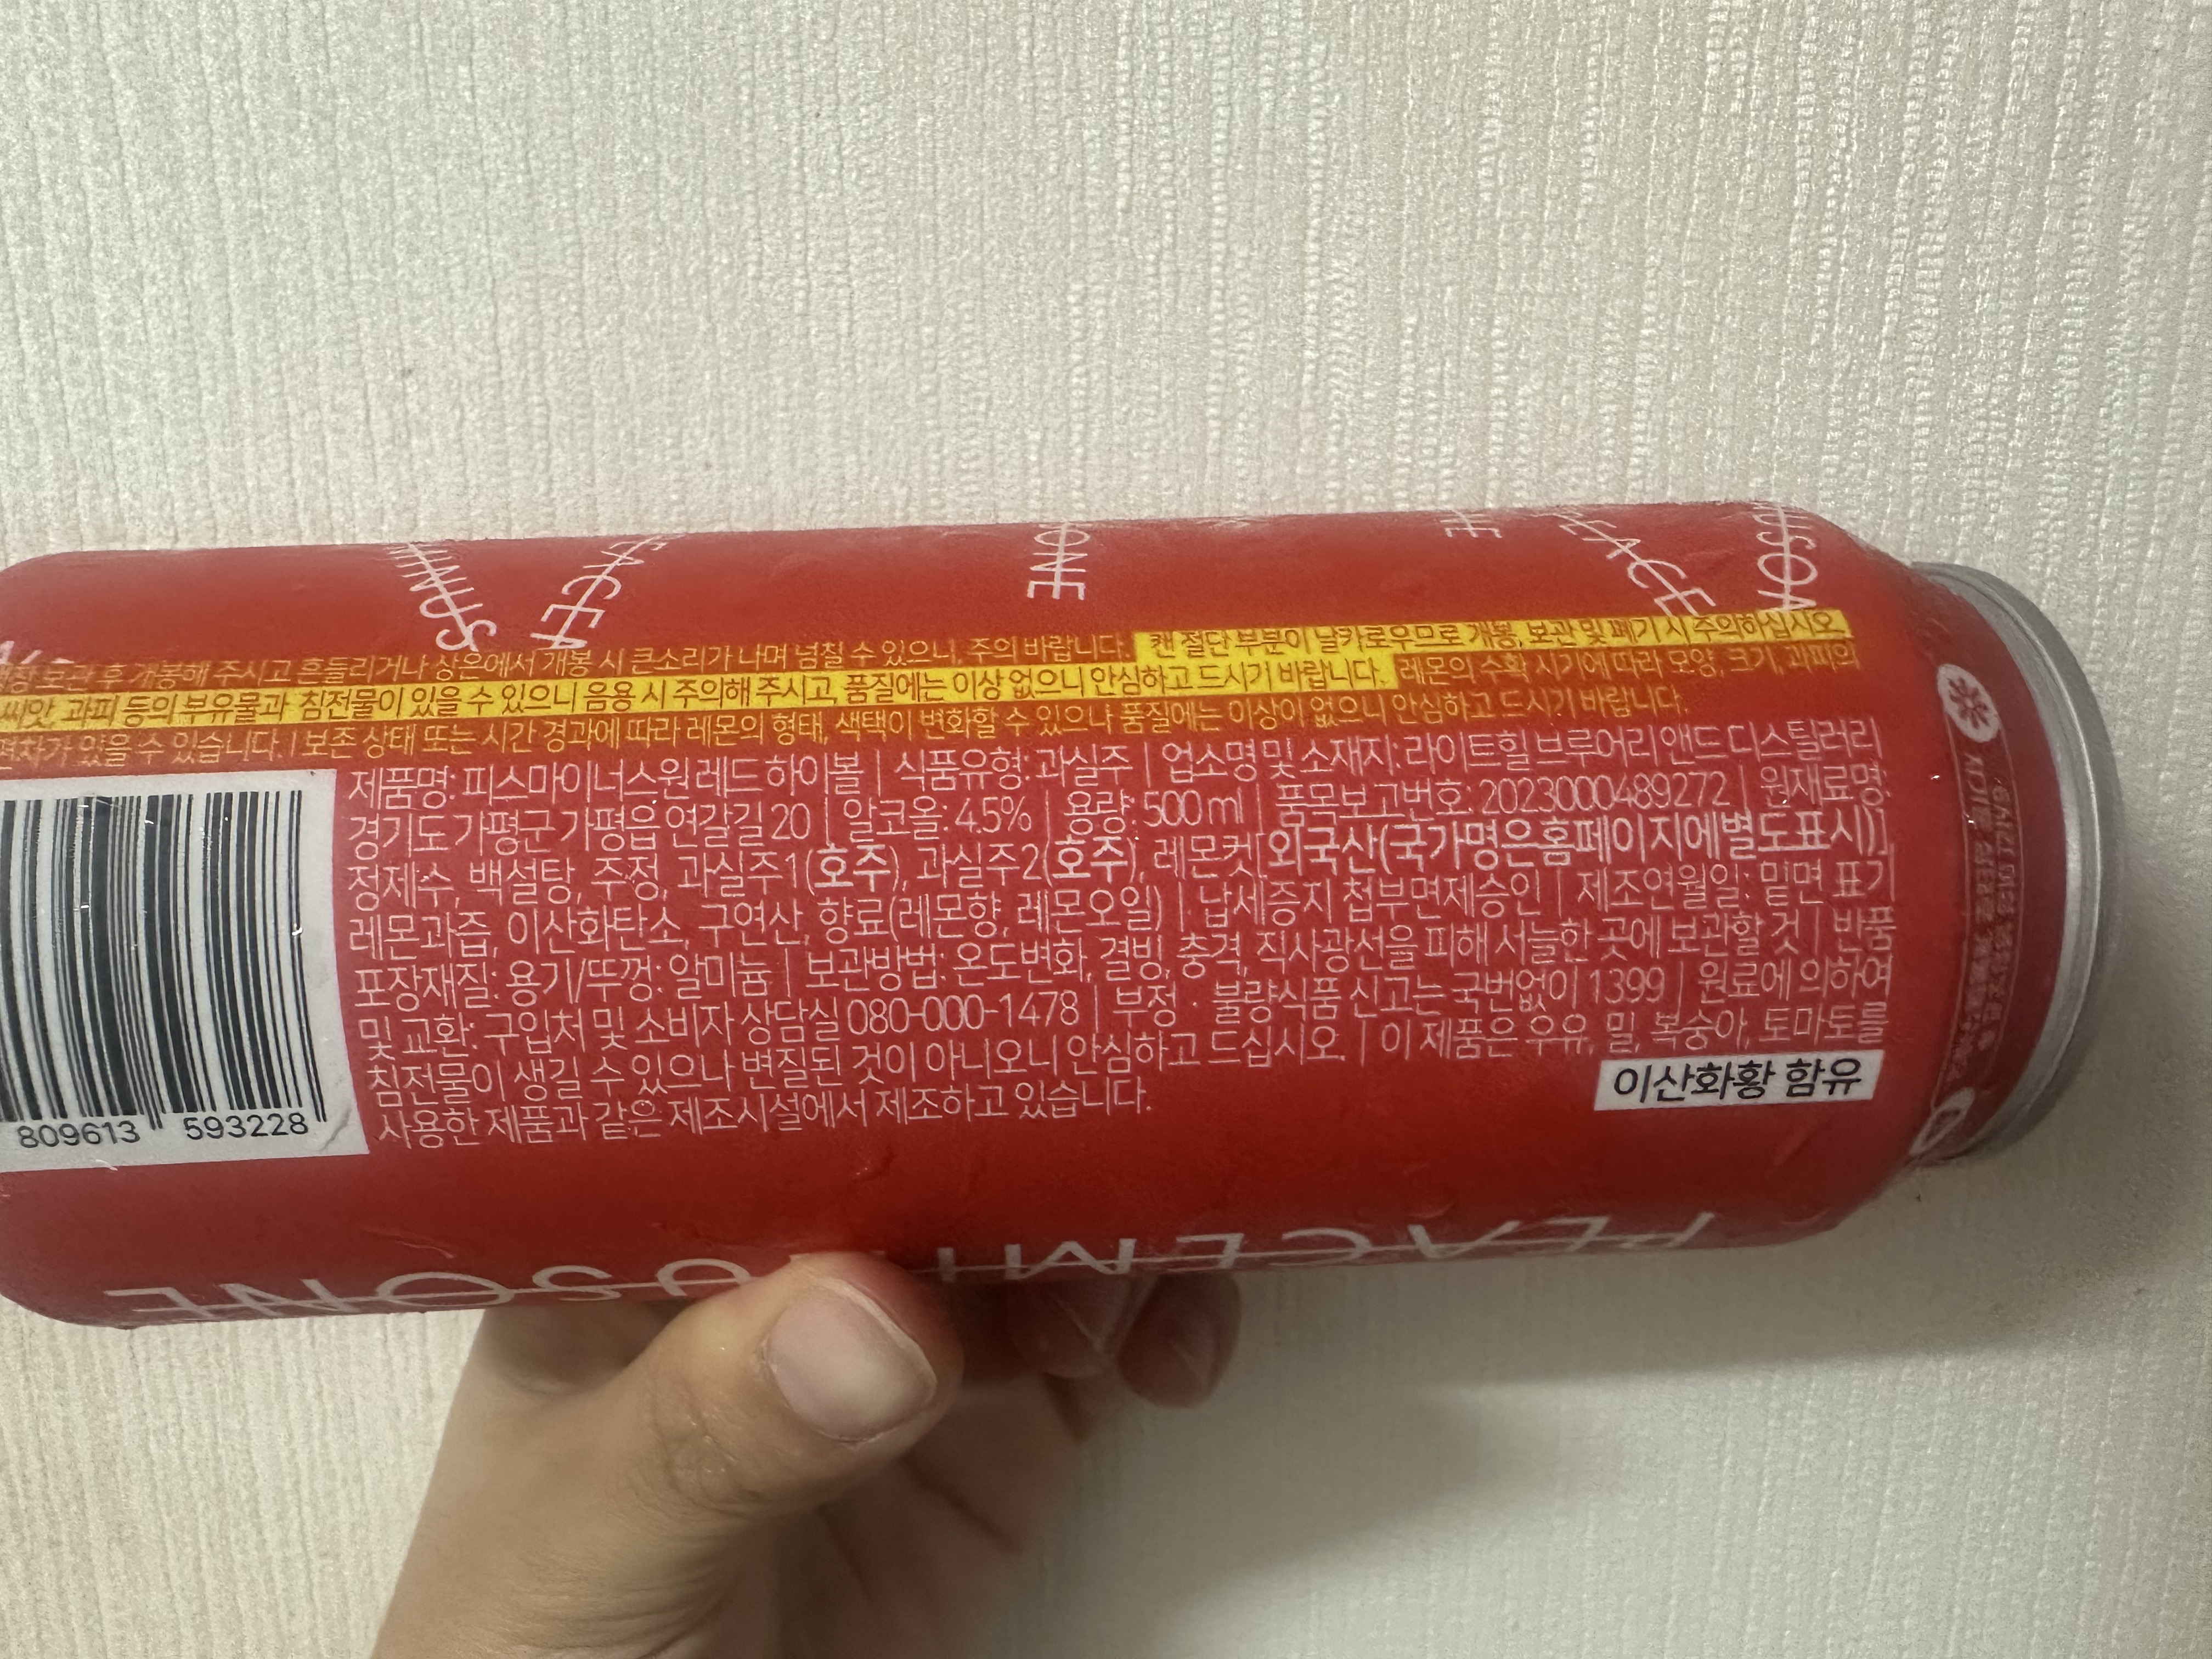 SONE
보관 후 개봉해 주시고 흔들리거나 상온에서 개봉 시 큰소리가 나며 넘칠 수 있으니, 주의 바랍니다. 캔 절단 부분이 날카로우므로 개봉, 보관 및 폐기 시 주의하십시오.
씨앗 과피 등의 부유물과 침전물이 있을 수 있으니 음용 시 주의해 주시고, 품질에는 이상 없으니 안심하고 드시기 바랍니다. 레몬의 수확 시기에 따라 모양, 크기, 과피의
편차가 있을 수 있습니다. | 보존 상태 또는 시간 경과에 따라 레몬의 형태, 색택이 변화할 수 있으나 품질에는 이상이 없으니 안심하고 드시기 바랍니다.
제품명: 피스마이너스원 레드 하이볼 | 식품유형: 과실주 | 업소명 및 소재지: 라이트힐 브루어리 앤드 디스틸러리
경기도 가평군 가평읍 연갈길 20 | 알코올: 4.5% | 용량: 500ml | 품목보고번호: 2023000489272 | 원재료명:
정제수, 백설탕, 주정, 과실주1(호주), 과실주2(호주), 레몬컷[외국산(국가명은홈페이지에별도표시)]
레몬과즙, 이산화탄소, 구연산, 향료(레몬향, 레몬오일) | 납세증지 첩부면제승인 | 제조연월일: 밑면 표기
포장재질: 용기/뚜껑: 알미늄 | 보관방법: 온도변화, 결빙, 충격, 직사광선을 피해 서늘한 곳에 보관할 것 | 반품
및 교환: 구입처 및 소비자 상담실 080-000-1478 | 부정 · 불량식품 신고는 국번없이 1399 | 원료에 의하여
침전물이 생길 수 있으나 변질된 것이 아니오니 안심하고 드십시오. | 이 제품은 우유, 밀, 복숭아, 토마토를
사용한 제품과 같은 제조시설에서 제조하고 있습니다.
이산화황 함유
809613 593228
PEACEMI USONE